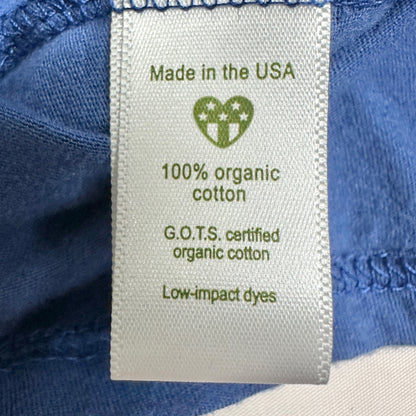 Made in the USA
100% organic
cotton
G.O.T.S. certified
organic cotton
Low-impact dyes